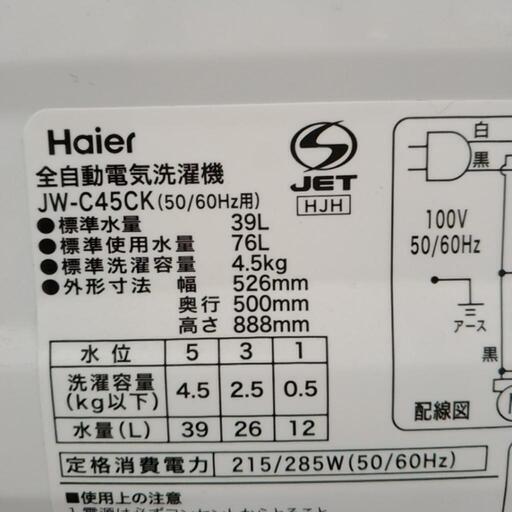 Haier
全自動電気洗濯機
JW-C45CK(50/60Hz用)
●標準水量 39L
●標準使用水量 76L
●標準洗濯容量 4.5kg
●外形寸法 幅 526mm
奥行 500mm
高さ 888mm
S
JET
HJH
水位 5 3 1
洗濯容量(kg以下) 4.5 2.5 0.5
水量(L) 39 26 12
定格消費電力 215/285W(50/60Hz)
■使用上の注意
白
黒
100V
50/60Hz
アース
黒
配線図